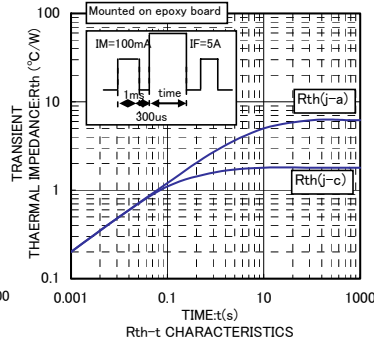 Mounted on epoxy board
IM=100mA
IF=5A
1ms
time
300us
Rth(j-a)
Rth(j-c)
TRANSIENT
THAERMAL IMPEDANCE:Rth (℃/W)
100
10
1
0.1
00
0.001
0.1
10
1000
TIME:t(s)
Rth-t CHARACTERISTICS